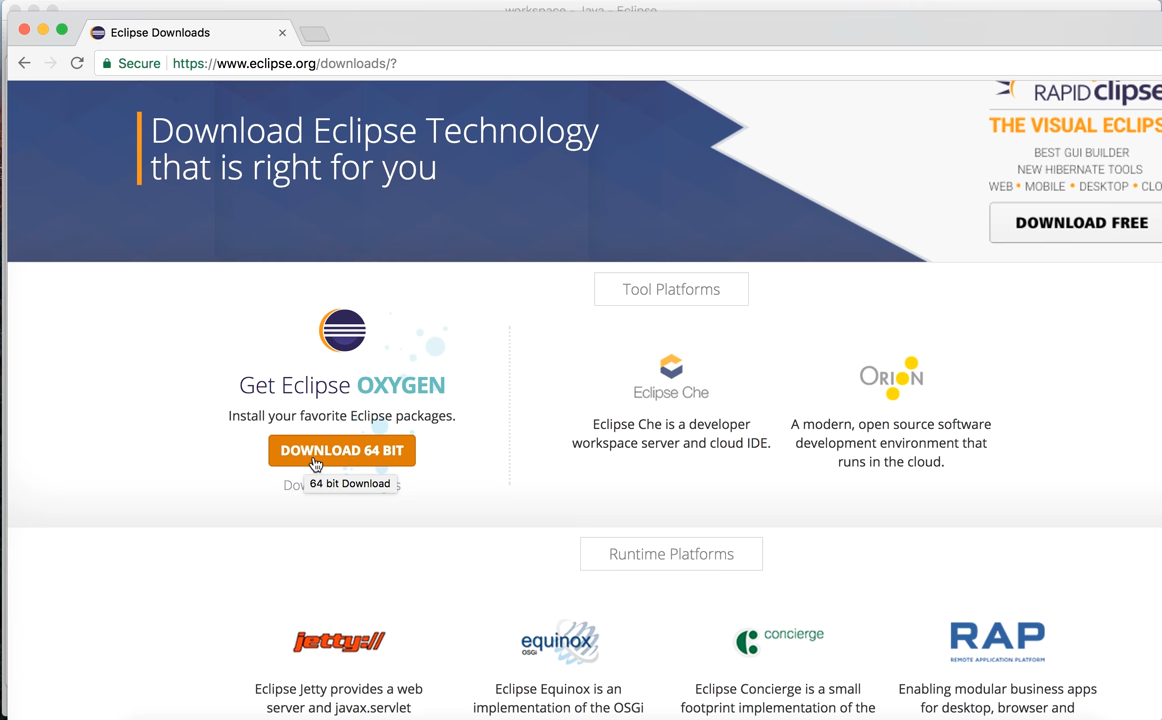 workspace - Java - Eclipse
Eclipse Downloads
Secure https://www.eclipse.org/downloads/?
Download Eclipse Technology
that is right for you
RAPID clipse
THE VISUAL ECLIPS
BEST GUI BUILDER
NEW HIBERNATE TOOLS
WEB • MOBILE • DESKTOP • CLO
DOWNLOAD FREE
Tool Platforms
Get Eclipse OXYGEN
Install your favorite Eclipse packages.
DOWNLOAD 64 BIT
64 bit Download
Eclipse Che
Eclipse Che is a developer
workspace server and cloud IDE.
ORION
A modern, open source software
development environment that
runs in the cloud.
Runtime Platforms
jetty://
Eclipse Jetty provides a web
server and javax.servlet
equinox
OSGi
Eclipse Equinox is an
implementation of the OSGi
concierge
Eclipse Concierge is a small
footprint implementation of the
RAP
REMOTE APPLICATION PLATFORM
Enabling modular business apps
for desktop, browser and